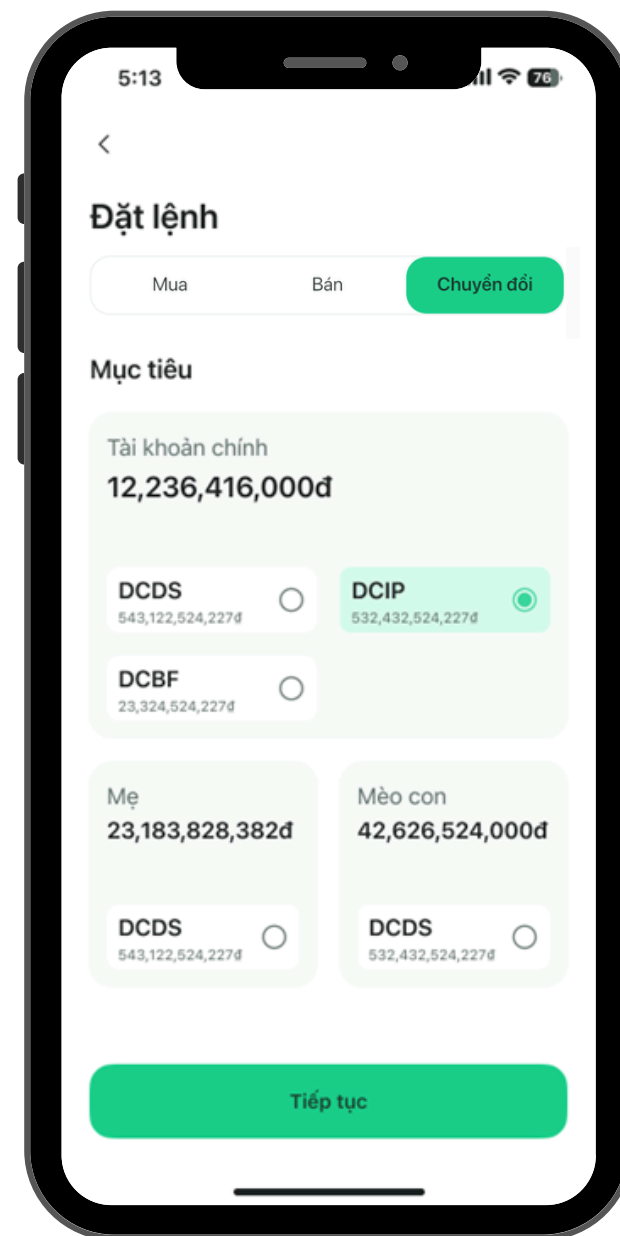 5:13
76
Đặt lệnh
Mua
Bán
Chuyển đổi
Mục tiêu
Tài khoản chính
12,236,416,000đ
DCDS
543,122,524,227đ
DCIP
532,432,524,227đ
DCBF
23,324,524,227đ
Mẹ
23,183,828,382đ
DCDS
543,122,524,227đ
Mèo con
42,626,524,000đ
DCDS
532,432,524,227đ
Tiếp tục